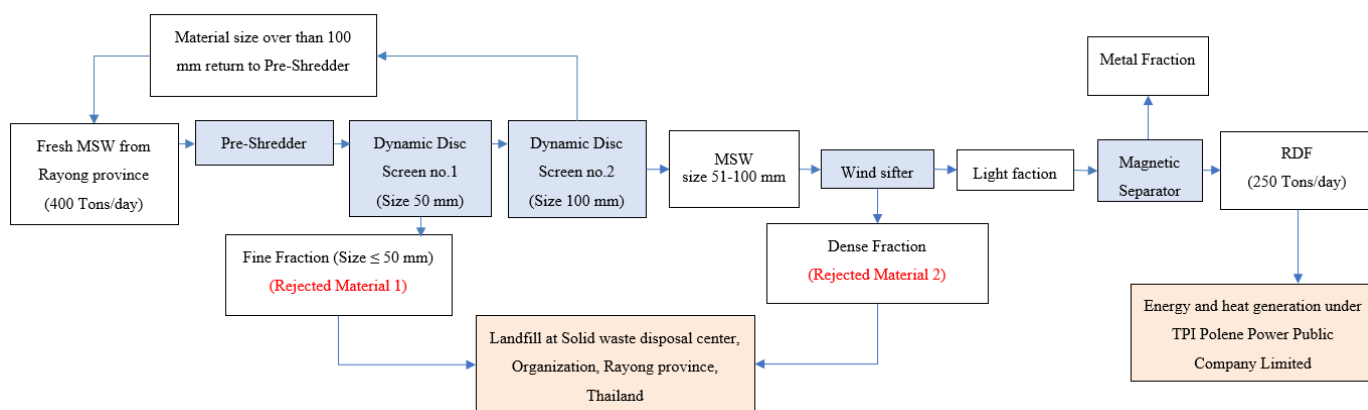 Material size over than 100
mm return to Pre-Shredder
Metal Fraction
Fresh MSW from
Rayong province
(400 Tons/day)
Pre-Shredder
Dynamic Disc
Screen no.1
(Size 50 mm)
Dynamic Disc
Screen no.2
(Size 100 mm)
MSW
size 51-100 mm
Wind sifter
Light faction
Magnetic
Separator
RDF
(250 Tons/day)
Fine Fraction (Size ≤ 50 mm)
(Rejected Material 1)
Dense Fraction
(Rejected Material 2)
Landfill at Solid waste disposal center,
Organization, Rayong province,
Thailand
Energy and heat generation under
TPI Polene Power Public
Company Limited